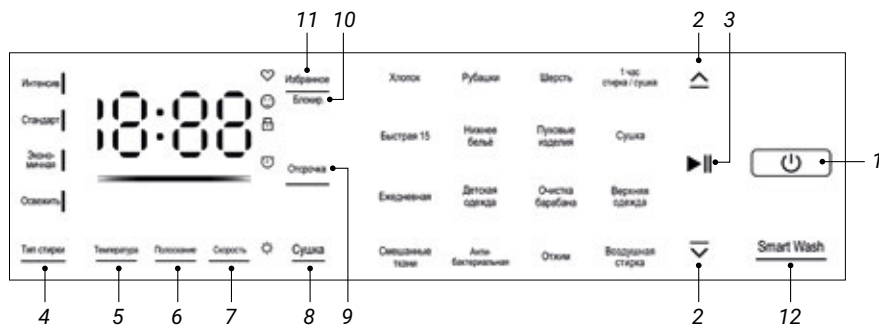 11 10 2 3
Интенсив
Стандарт
Эконо-
мичная
Освежить
18:88
Избранное
Блокир.
Отсрочка
Хлопок Рубашки Шерсть 1 час
стирка / сушка
Быстрая 15 Нижнее
бельё Пуховые
изделия Сушка
Ежедневная Детская
одежда Очистка
барабана Верхняя
одежда
Смешанные
ткани Анти-
бактериальная Отжим Воздушная
стирка
1
Тип стирки Температура Полоскание Скорость Сушка
Smart Wash
4 5 6 7 8 9 2 12